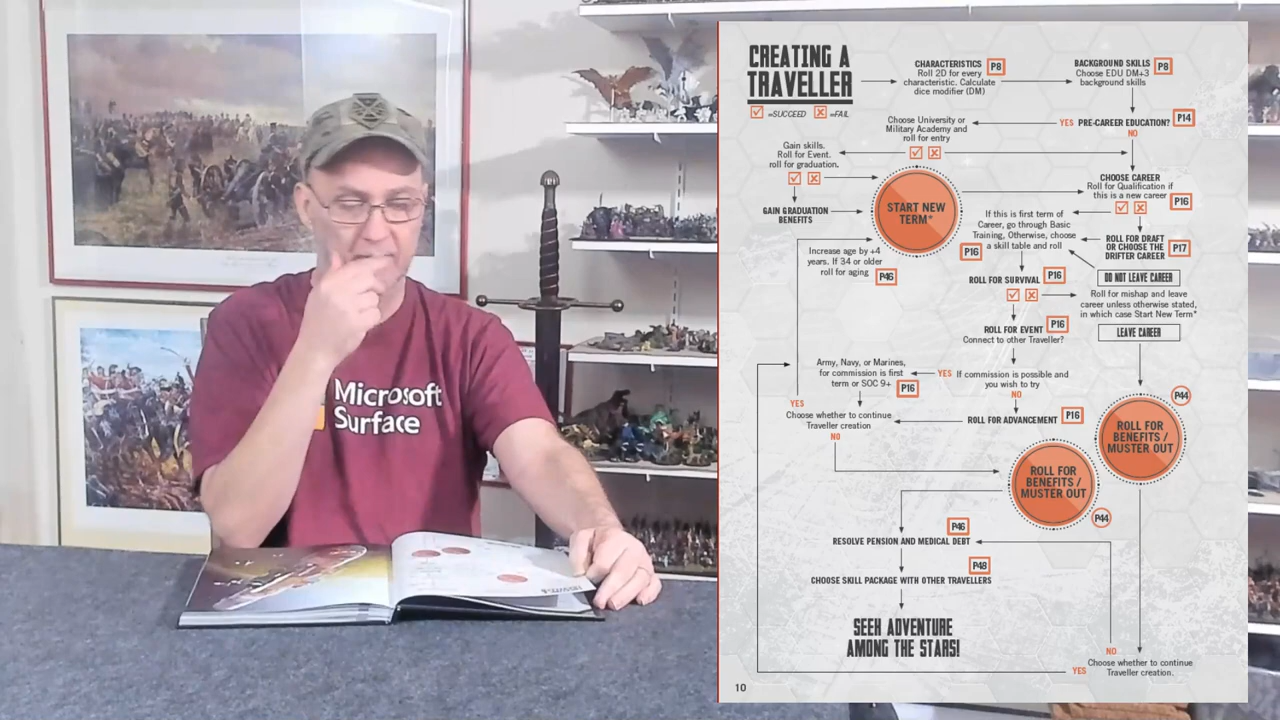 CREATING A
TRAVELLER
=SUCCEED =FAIL
CHARACTERISTICS P8
Roll 2D for every
characteristic. Calculate
dice modifier (DM)
BACKGROUND SKILLS P8
Choose EDU DM+3
background skills
YES PRE-CAREER EDUCATION? P14
NO
Choose University or
Military Academy and
roll for entry
Gain skills.
Roll for Event.
roll for graduation.
GAIN GRADUATION
BENEFITS
START NEW
TERM*
CHOOSE CAREER
Roll for Qualification if
this is a new career P16
If this is first term of
Career, go through Basic
Training, Otherwise, choose
a skill table and roll
P16
ROLL FOR DRAFT
OR CHOOSE THE
DRIFTER CAREER
P17
Increase age by +4
years. If 34 or older
roll for aging P46
DO NOT LEAVE CAREER
ROLL FOR SURVIVAL P16
Roll for mishap and leave
career unless otherwise stated,
in which case Start New Term*
LEAVE CAREER
ROLL FOR EVENT P16
Connect to other Traveller?
Army, Navy, or Marines,
for commission is first
term or SOC 9+ P16
YES If commission is possible and
you wish to try
NO
YES
Choose whether to continue
Traveller creation
NO
ROLL FOR ADVANCEMENT P16
P44
ROLL FOR
BENEFITS /
MUSTER OUT
ROLL FOR
BENEFITS /
MUSTER OUT
P44
P46
RESOLVE PENSION AND MEDICAL DEBT
P48
CHOOSE SKILL PACKAGE WITH OTHER TRAVELLERS
SEEK ADVENTURE
AMONG THE STARS!
NO
YES Choose whether to continue
Traveller creation.
10
Microsoft
Surface